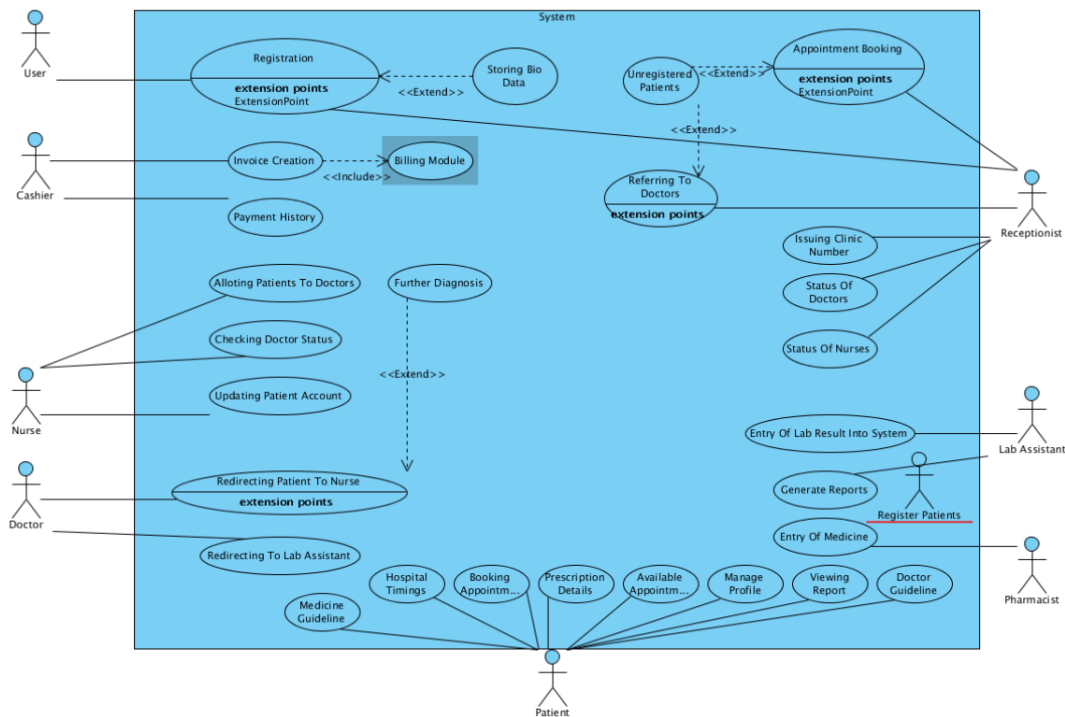 System
User
Registration
extension points
ExtensionPoint
<<Extend>>
Storing Bio
Data
Unregistered
Patients
<<Extend>>
Appointment Booking
extension points
ExtensionPoint
<<Extend>>
Cashier
Invoice Creation
<<Include>>
Billing Module
Payment History
Referring To
Doctors
extension points
Receptionist
Issuing Clinic
Number
Status Of
Doctors
Status Of Nurses
Alloting Patients To Doctors
Further Diagnosis
Checking Doctor Status
<<Extend>>
Updating Patient Account
Nurse
Entry Of Lab Result Into System
Lab Assistant
Redirecting Patient To Nurse
extension points
Generate Reports
Register Patients
Doctor
Entry Of Medicine
Redirecting To Lab Assistant
Pharmacist
Hospital
Timings
Booking
Appointm...
Prescription
Details
Available
Appointm...
Manage
Profile
Viewing
Report
Doctor
Guideline
Medicine
Guideline
Patient